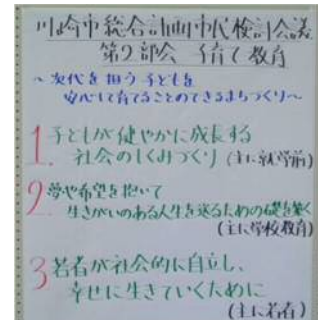 川崎市総合計画市民検討会議
第2部会 子育て教育
～次代を担う子どもを
安心して育てることのできるまちづくり～
1. 子どもが健やかに成長する
社会のしくみづくり（主に就学前）
2 夢や希望を抱いて
生きがいのある人生を送るための礎を築く
（主に学校教育）
3 若者が社会的に自立し、
幸せに生きていくために
（主に若者）